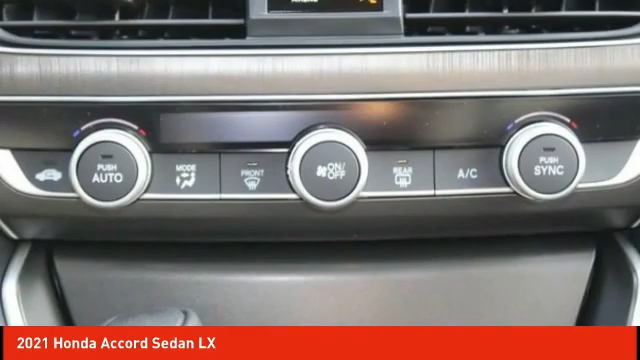 PUSH
AUTO
MODE
FRONT
ON/
OFF
REAR
A/C
PUSH
SYNC
2021 Honda Accord Sedan LX